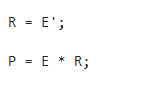 R = E';
P = E * R;